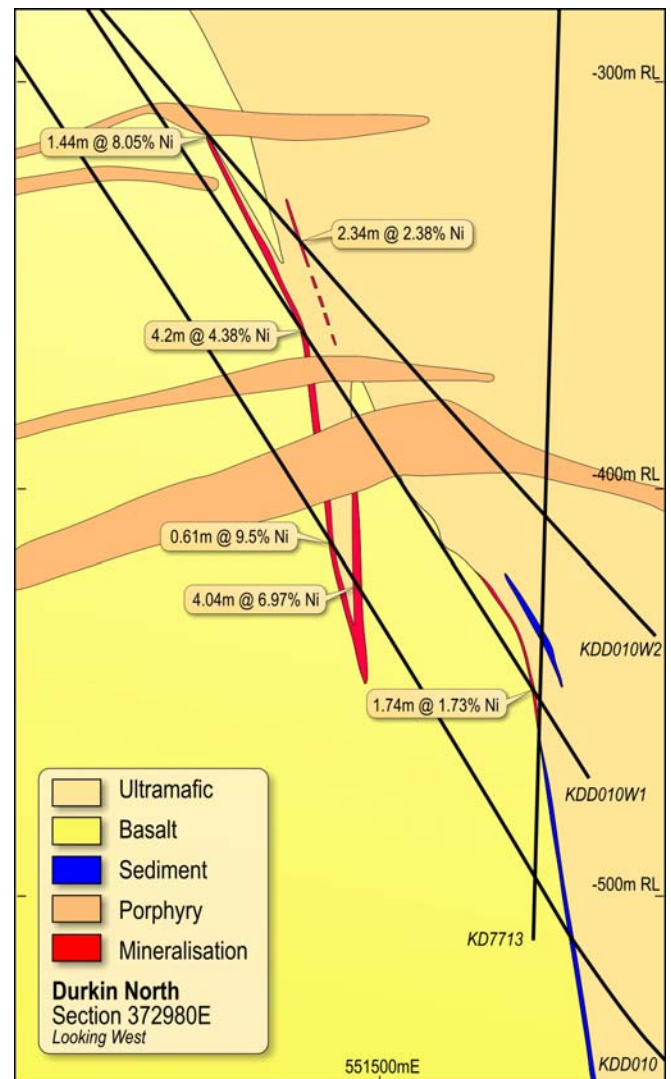 -300m RL
1.44m @ 8.05% Ni
2.34m @ 2.38% Ni
4.2m @ 4.38% Ni
-400m RL
0.61m @ 9.5% Ni
4.04m @ 6.97% Ni
KDD010W2
1.74m @ 1.73% Ni
KDD010W1
Ultramafic
Basalt
Sediment
Porphyry
Mineralisation
Durkin North
Section 372980E
Looking West
-500m RL
KD7713
551500mE
KDD010